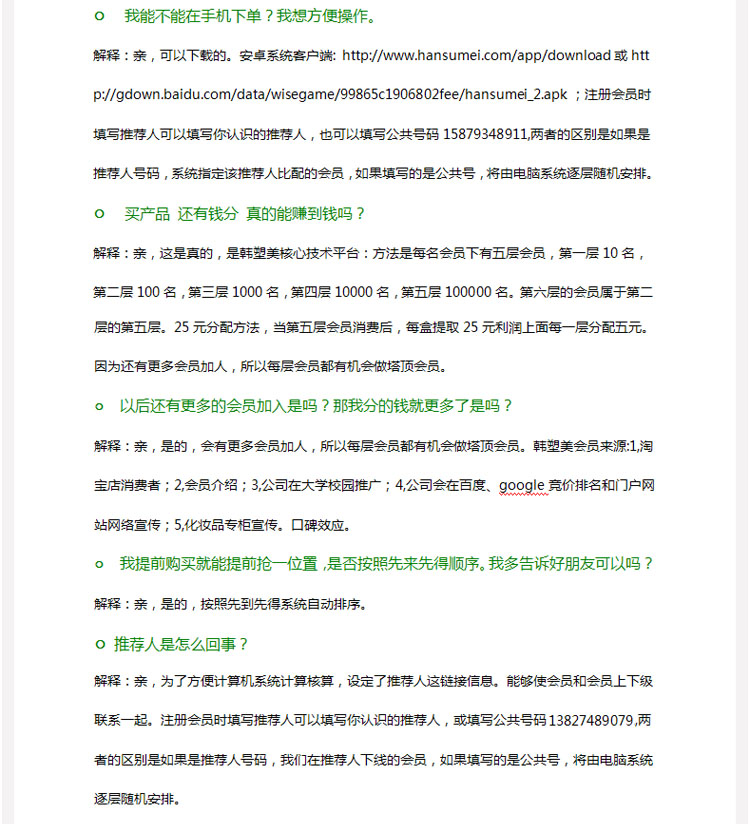 o 我能不能在手机下单？我想方便操作。
解释：亲，可以下载的。安卓系统客户端: http://www.hansumei.com/app/download 或 htt
p://gdown.baidu.com/data/wisegame/99865c1906802fee/hansumei_2.apk ；注册会员时
填写推荐人可以填写你认识的推荐人，也可以填写公共号码 15879348911,两者的区别是如果是
推荐人号码，系统指定该推荐人比配的会员，如果填写的是公共号，将由电脑系统逐层随机安排。
o 买产品 还有钱分 真的能赚到钱吗？
解释：亲，这是真的，是韩塑美核心技术平台：方法是每名会员下有五层会员，第一层 10 名，
第二层 100 名，第三层 1000 名，第四层 10000 名，第五层 100000 名。第六层的会员属于第二
层的第五层。25 元分配方法，当第五层会员消费后，每盒提取 25 元利润上面每一层分配五元。
因为还有更多会员加人，所以每层会员都有机会做塔顶会员。
o 以后还有更多的会员加入是吗？那我分的钱就更多了是吗？
解释：亲，是的，会有更多会员加人，所以每层会员都有机会做塔顶会员。韩塑美会员来源:1,淘
宝店消费者；2,会员介绍；3,公司在大学校园推广；4,公司会在百度、google 竞价排名和门户网
站网络宣传；5,化妆品专柜宣传。口碑效应。
o 我提前购买就能提前抢一位置，是否按照先来先得顺序。我多告诉好朋友可以吗？
解释：亲，是的，按照先到先得系统自动排序。
o 推荐人是怎么回事？
解释：亲，为了方便计算机系统计算核算，设定了推荐人这链接信息。能够使会员和会员上下级
联系一起。注册会员时填写推荐人可以填写你认识的推荐人，或填写公共号码13827489079,两
者的区别是如果是推荐人号码，我们在推荐人下线的会员，如果填写的是公共号，将由电脑系统
逐层随机安排。